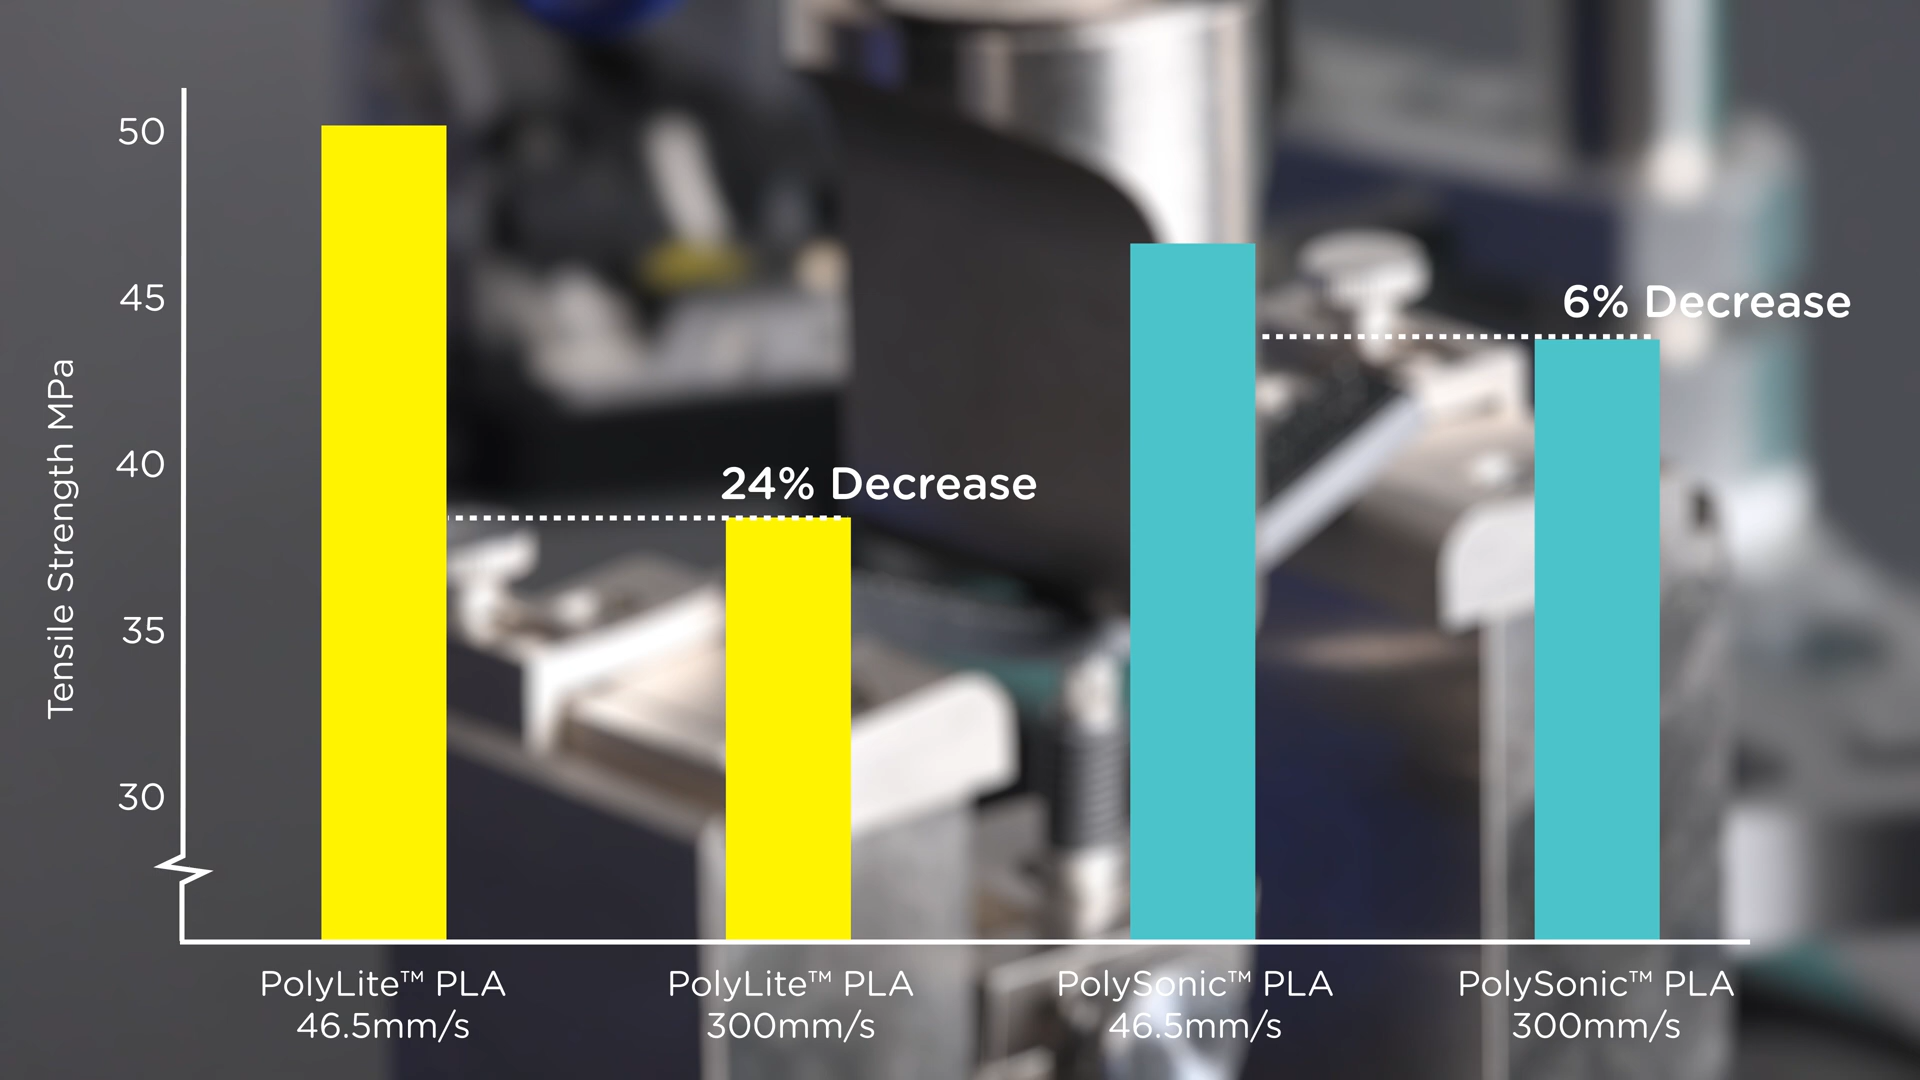 50
45
40
35
30
Tensile Strength MPa
24% Decrease
6% Decrease
PolyLite™ PLA
46.5mm/s
PolyLite™ PLA
300mm/s
PolySonic™ PLA
46.5mm/s
PolySonic™ PLA
300mm/s